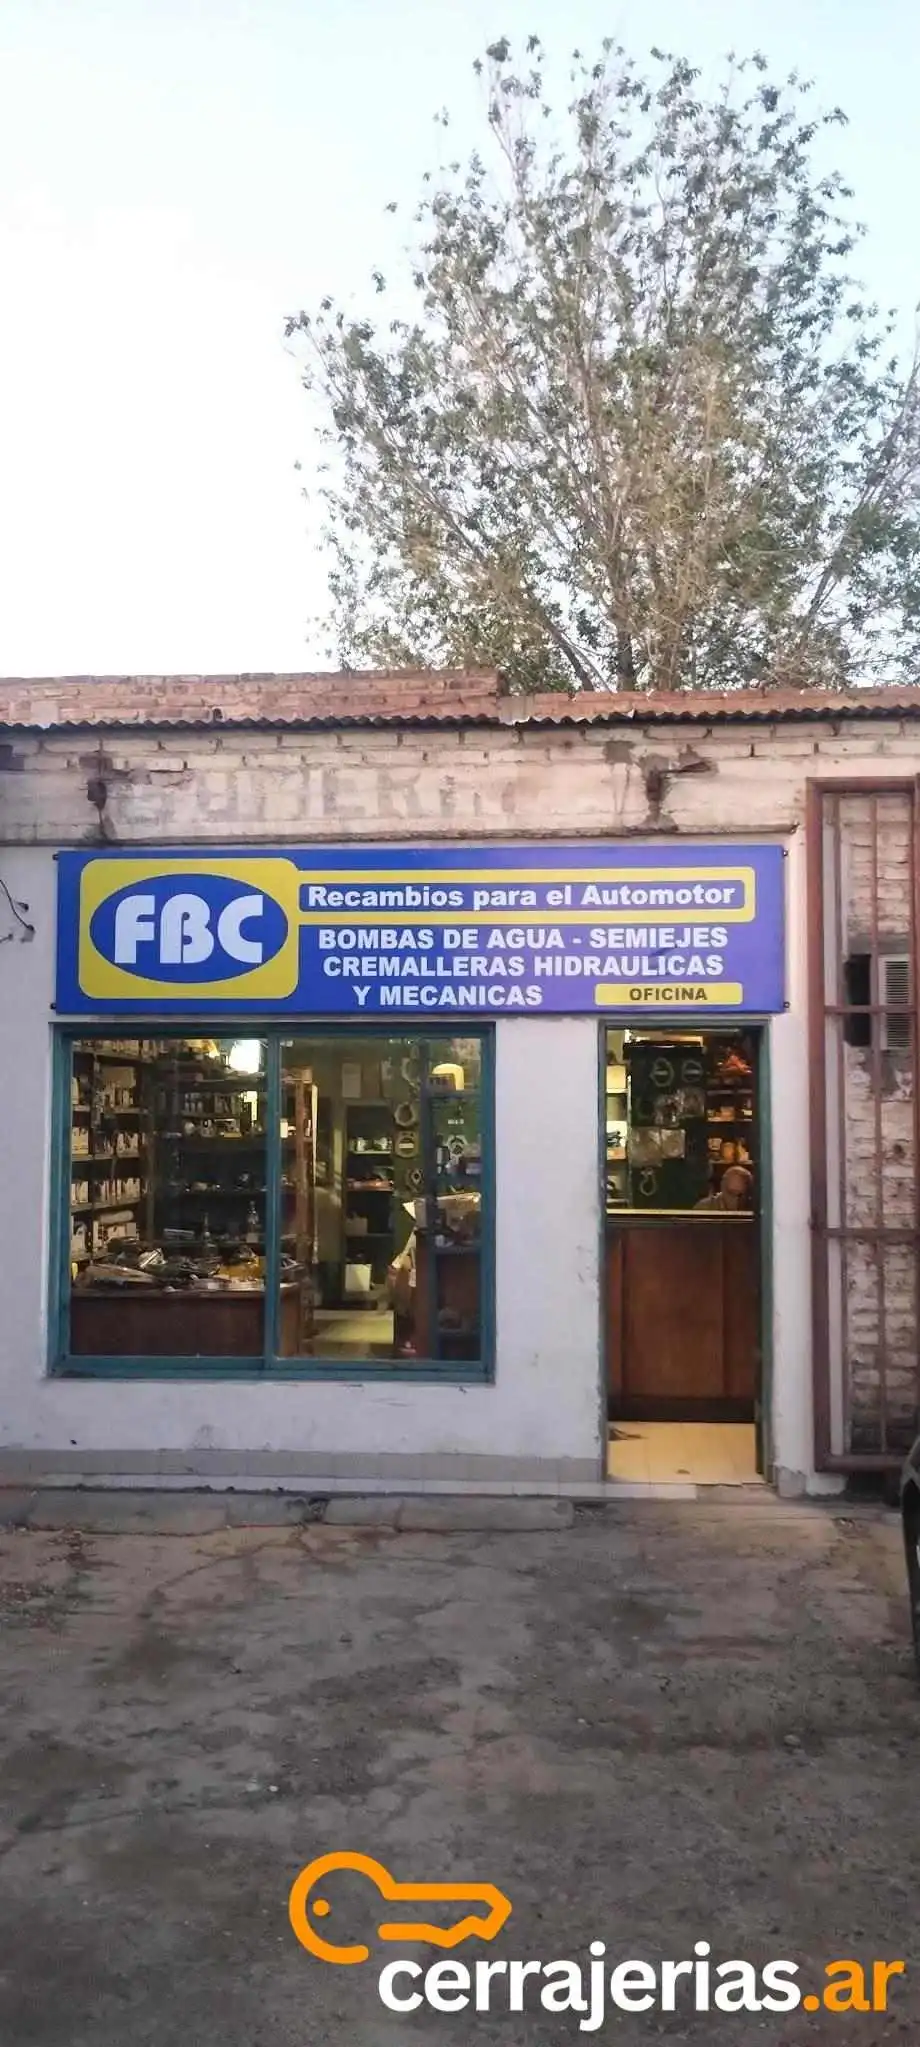 FBC
Recambios para el Automotor
BOMBAS DE AGUA - SEMIEJES
CREMALLERAS HIDRAULICAS
Y MECANICAS
OFICINA
cerrajerias.ar